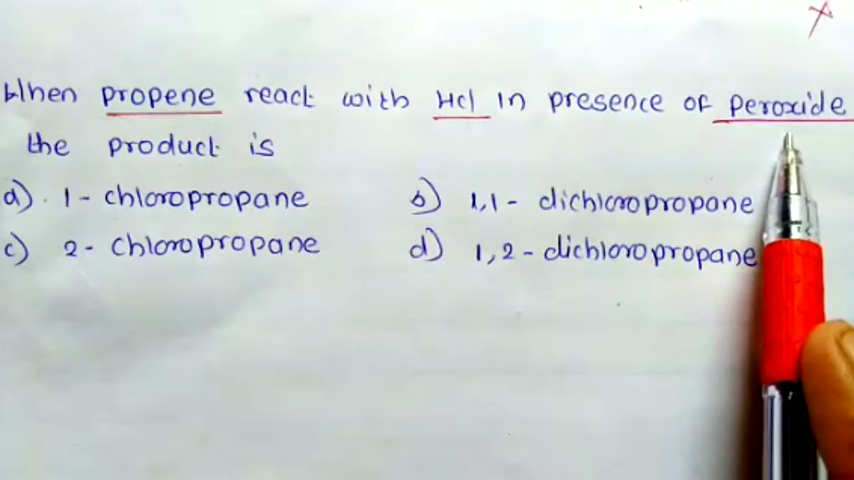 When propene react with HCl in presence of peroxide
the product is
a). 1- chloropropane b) 1,1- dichloropropane
c) 2- chloropropane d) 1,2-dichloropropane